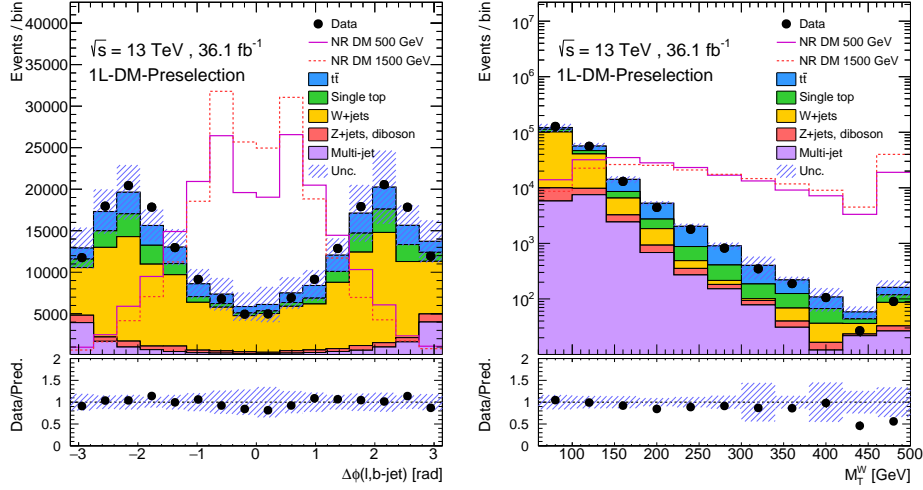 Events / bin
40000
35000
30000
25000
20000
15000
10000
5000
√s = 13 TeV , 36.1 fb⁻¹
1L-DM-Preselection
Data
NR DM 500 GeV
NR DM 1500 GeV
tt̄
Single top
W+jets
Z+jets, diboson
Multi-jet
Unc.
Data/Pred.
2
1.5
1
0.5
0
−3 −2 −1 0 1 2 3
Δϕ(l,b-jet) [rad]
Events / bin
10⁷
10⁶
10⁵
10⁴
10³
10²
√s = 13 TeV , 36.1 fb⁻¹
1L-DM-Preselection
Data
NR DM 500 GeV
NR DM 1500 GeV
tt̄
Single top
W+jets
Z+jets, diboson
Multi-jet
Unc.
Data/Pred.
2
1.5
1
0.5
0
100 150 200 250 300 350 400 450 500
M_T^W [GeV]